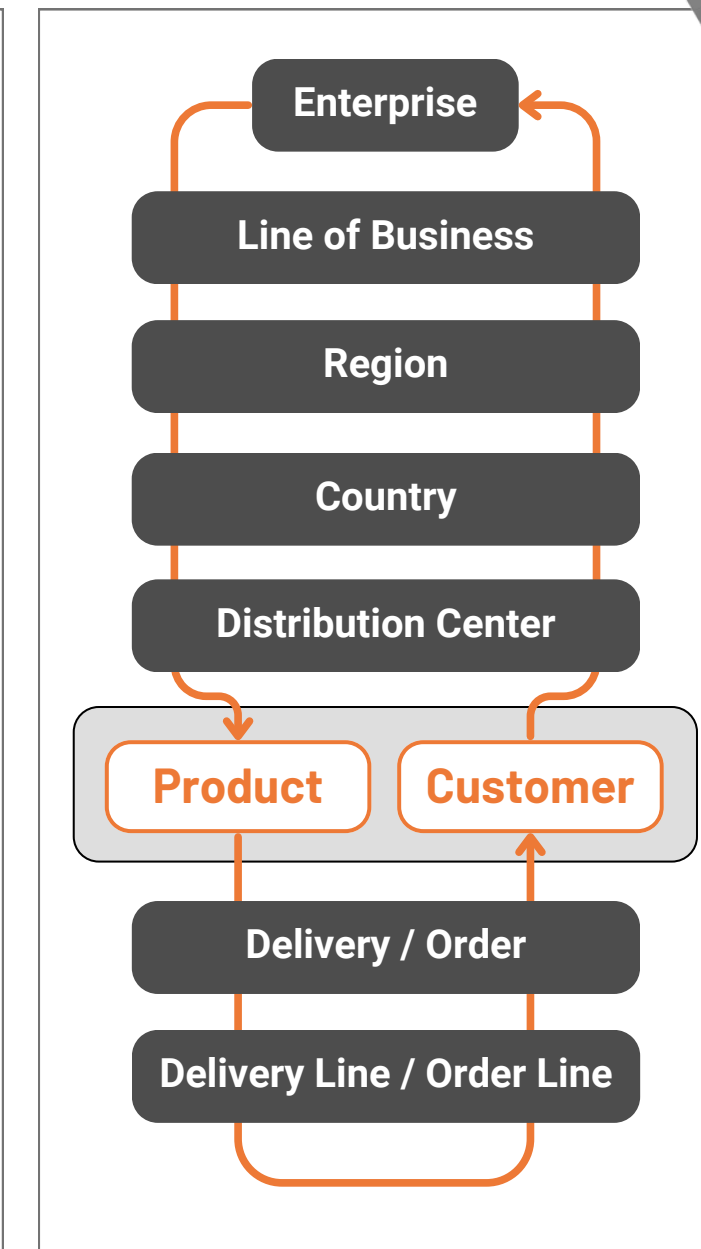 Enterprise
Line of Business
Region
Country
Distribution Center
Product
Customer
Delivery / Order
Delivery Line / Order Line